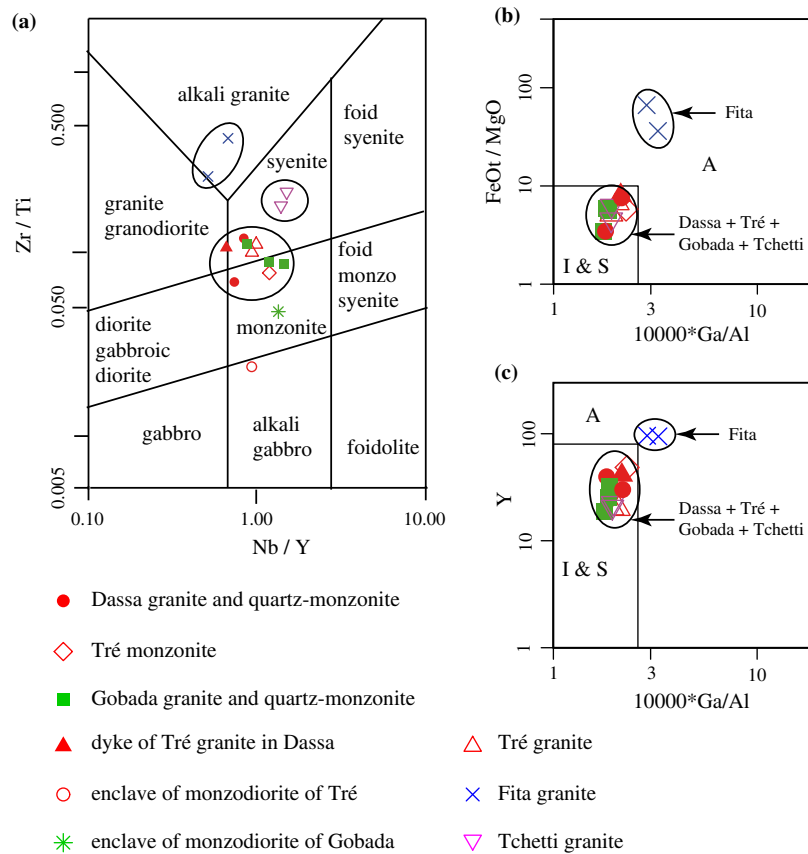 (a)
alkali granite
foid
syenite
syenite
granite
granodiorite
foid
monzo
syenite
diorite
gabbroic
diorite
monzonite
gabbro
alkali
gabbro
foidolite
Zr / Ti
0.500
0.050
0.005
0.10
1.00
10.00
Nb / Y
(b)
FeOt / MgO
100
10
1
Fita
A
Dassa + Tré +
Gobada + Tchetti
I & S
1
3
10
10000*Ga/Al
(c)
Y
100
10
1
A
Fita
Dassa + Tré +
Gobada + Tchetti
I & S
1
3
10
10000*Ga/Al
Dassa granite and quartz-monzonite
Tré monzonite
Gobada granite and quartz-monzonite
dyke of Tré granite in Dassa
Tré granite
enclave of monzodiorite of Tré
Fita granite
enclave of monzodiorite of Gobada
Tchetti granite